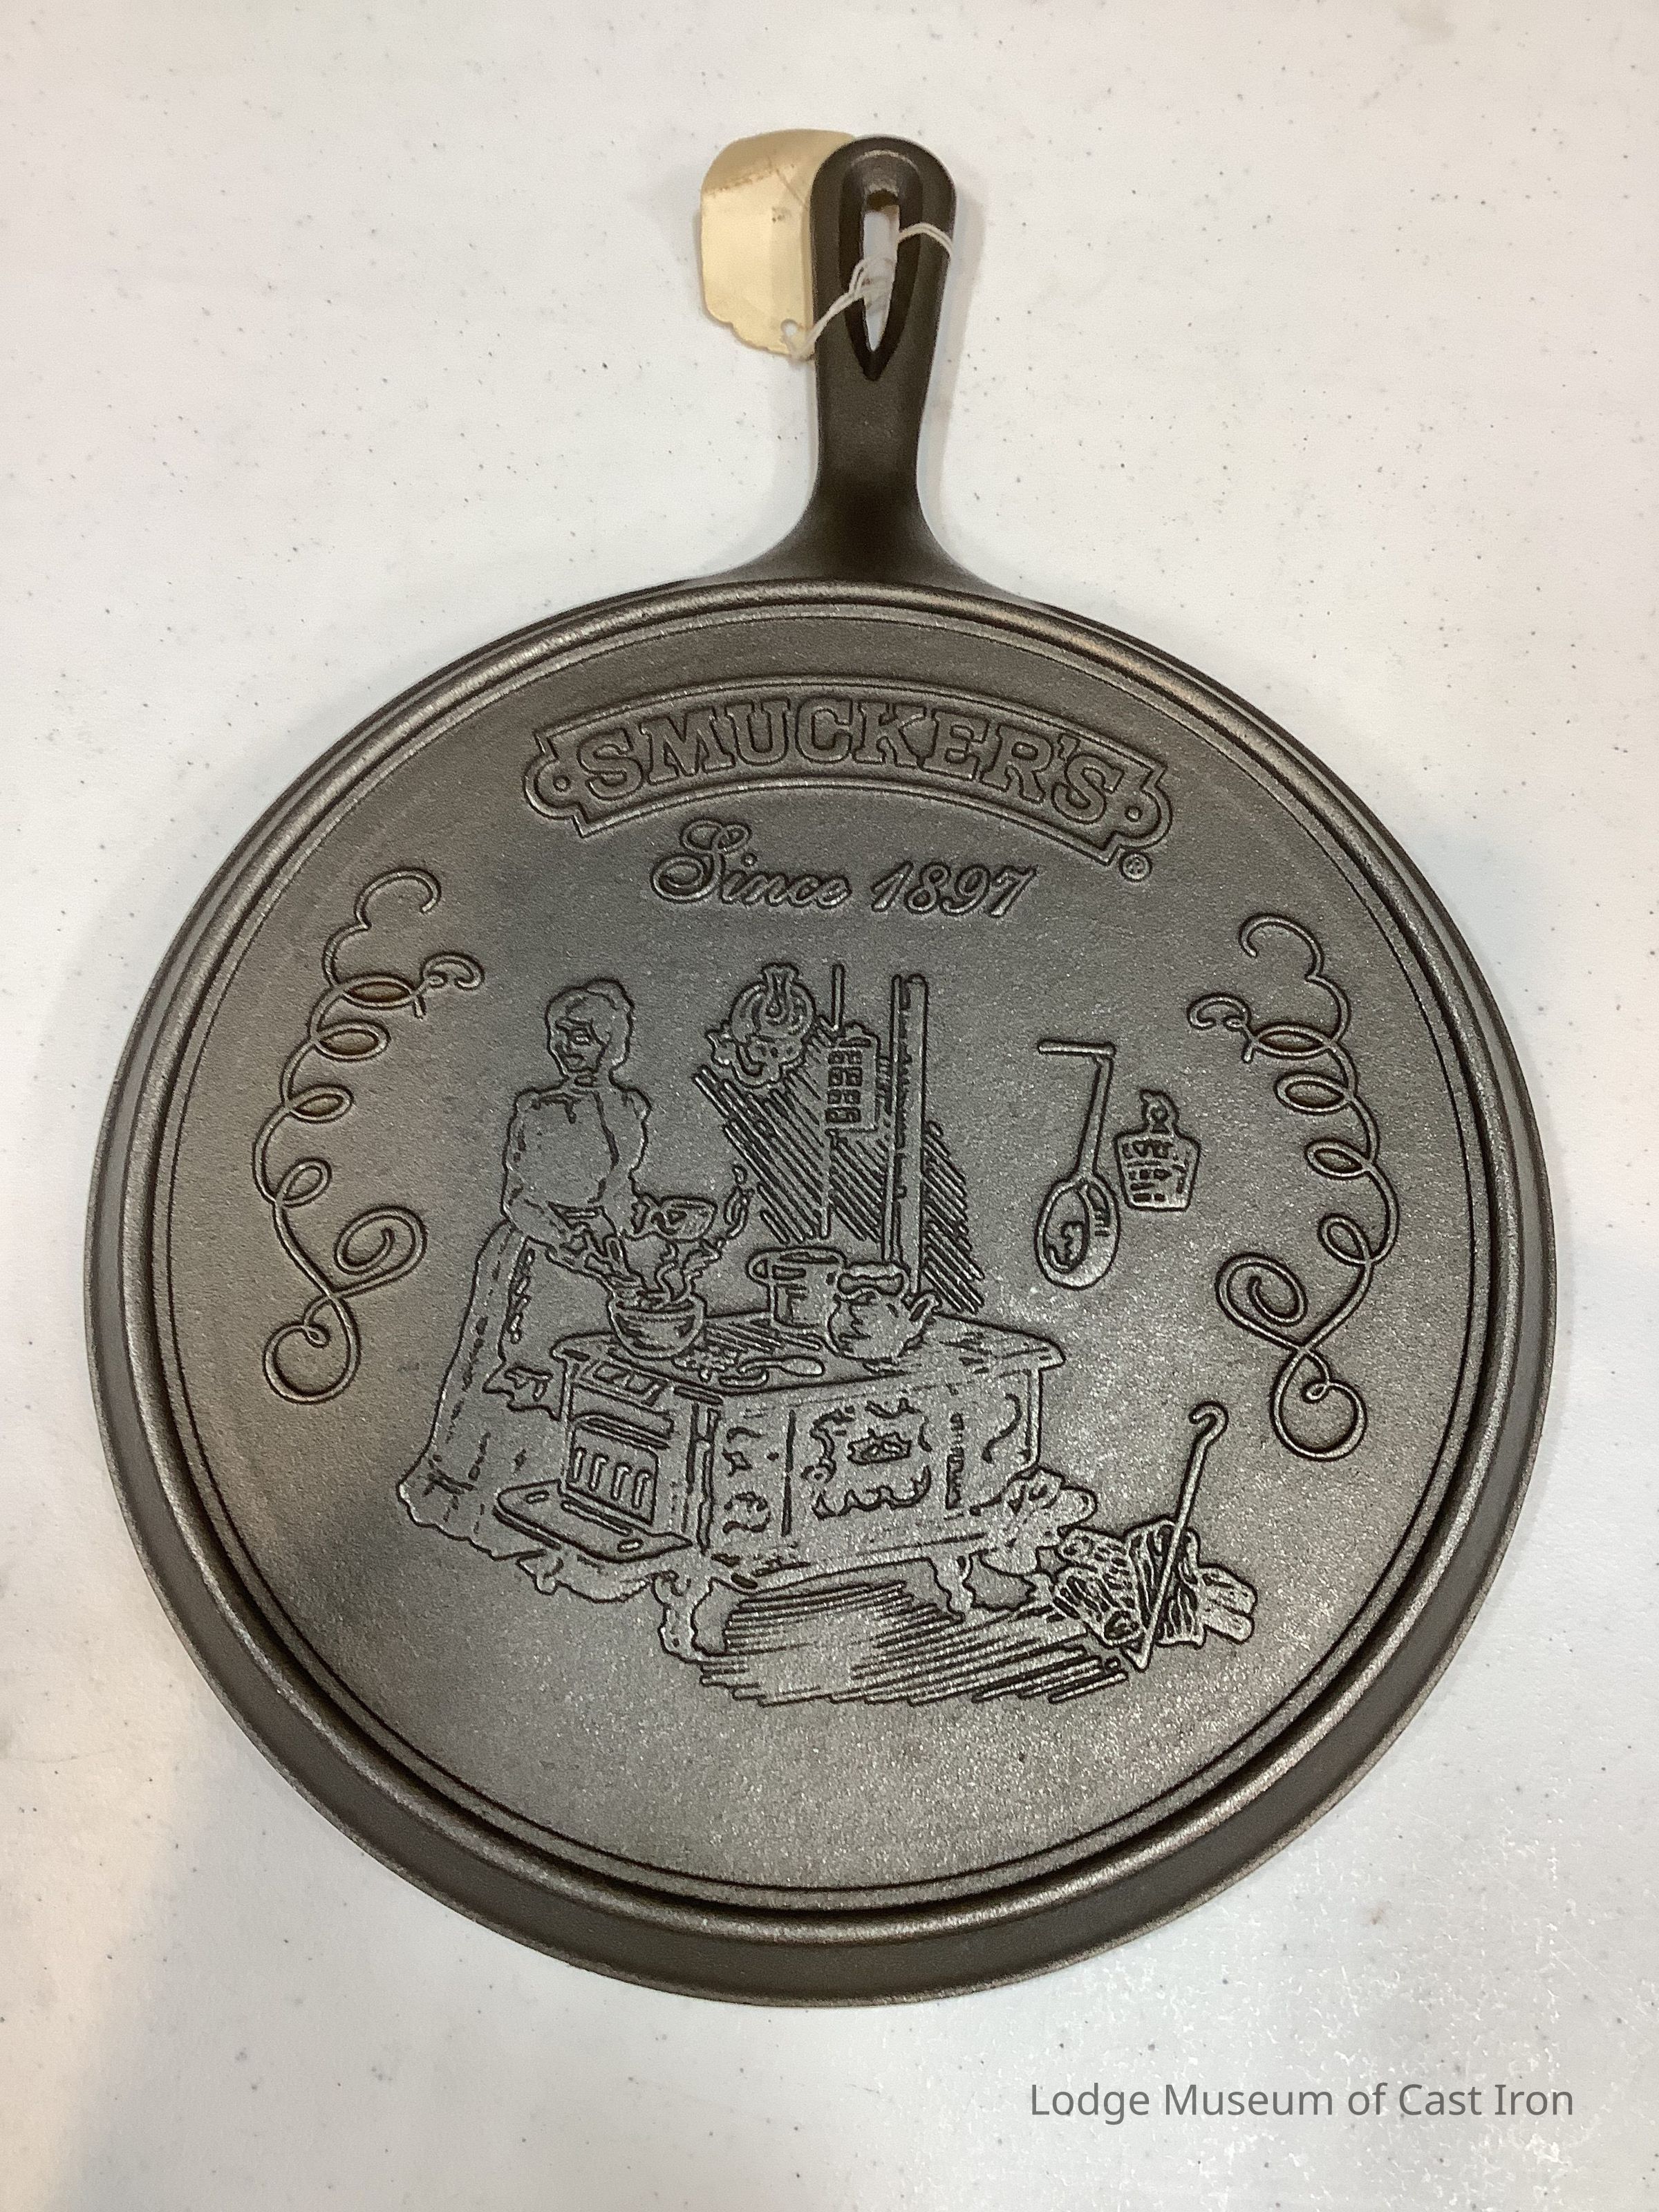 SMUCKER'S
®
Since 1897
Lodge Museum of Cast Iron